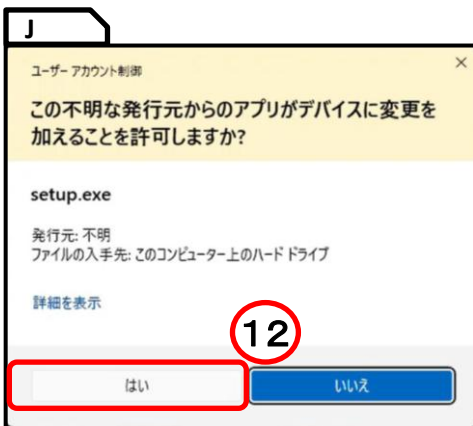 J
ユーザー アカウント制御
×
この不明な発行元からのアプリがデバイスに変更を
加えることを許可しますか?
setup.exe
発行元: 不明
ファイルの入手先: このコンピューター上のハード ドライブ
詳細を表示
12
はい
いいえ